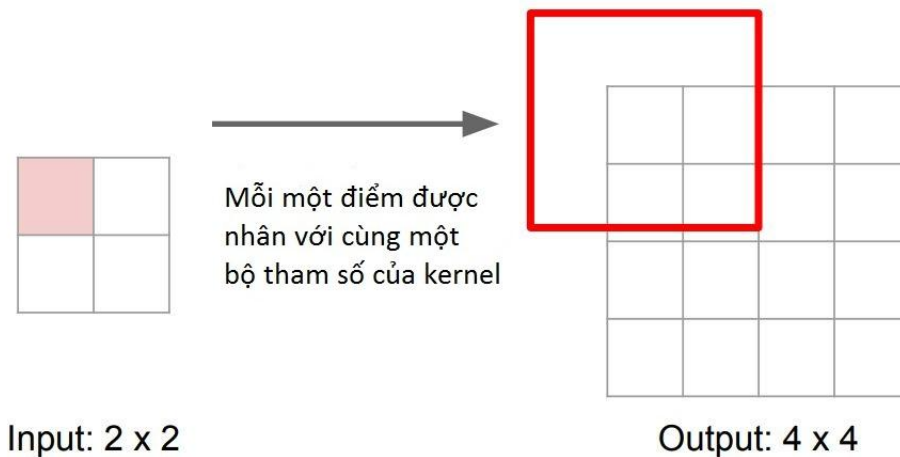 Mỗi một điểm được
nhân với cùng một
bộ tham số của kernel
Input: 2 x 2
Output: 4 x 4